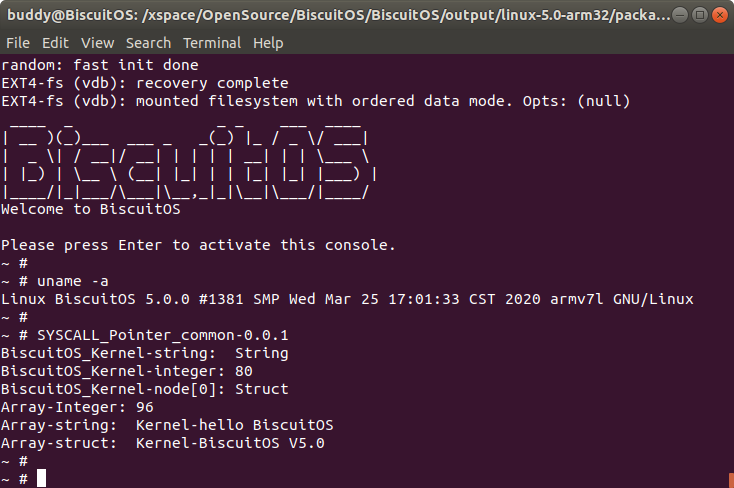 buddy@BiscuitOS: /xspace/OpenSource/BiscuitOS/BiscuitOS/output/linux-5.0-arm32/packa...
File Edit View Search Terminal Help
random: fast init done
EXT4-fs (vdb): recovery complete
EXT4-fs (vdb): mounted filesystem with ordered data mode. Opts: (null)
BiscuitOS
Welcome to BiscuitOS
Please press Enter to activate this console.
~ #
~ # uname -a
Linux BiscuitOS 5.0.0 #1381 SMP Wed Mar 25 17:01:33 CST 2020 armv7l GNU/Linux
~ #
~ # SYSCALL_Pointer_common-0.0.1
BiscuitOS_Kernel-string:  String
BiscuitOS_Kernel-integer: 80
BiscuitOS_Kernel-node[0]: Struct
Array-Integer: 96
Array-string:  Kernel-hello BiscuitOS
Array-struct:  Kernel-BiscuitOS V5.0
~ #
~ #